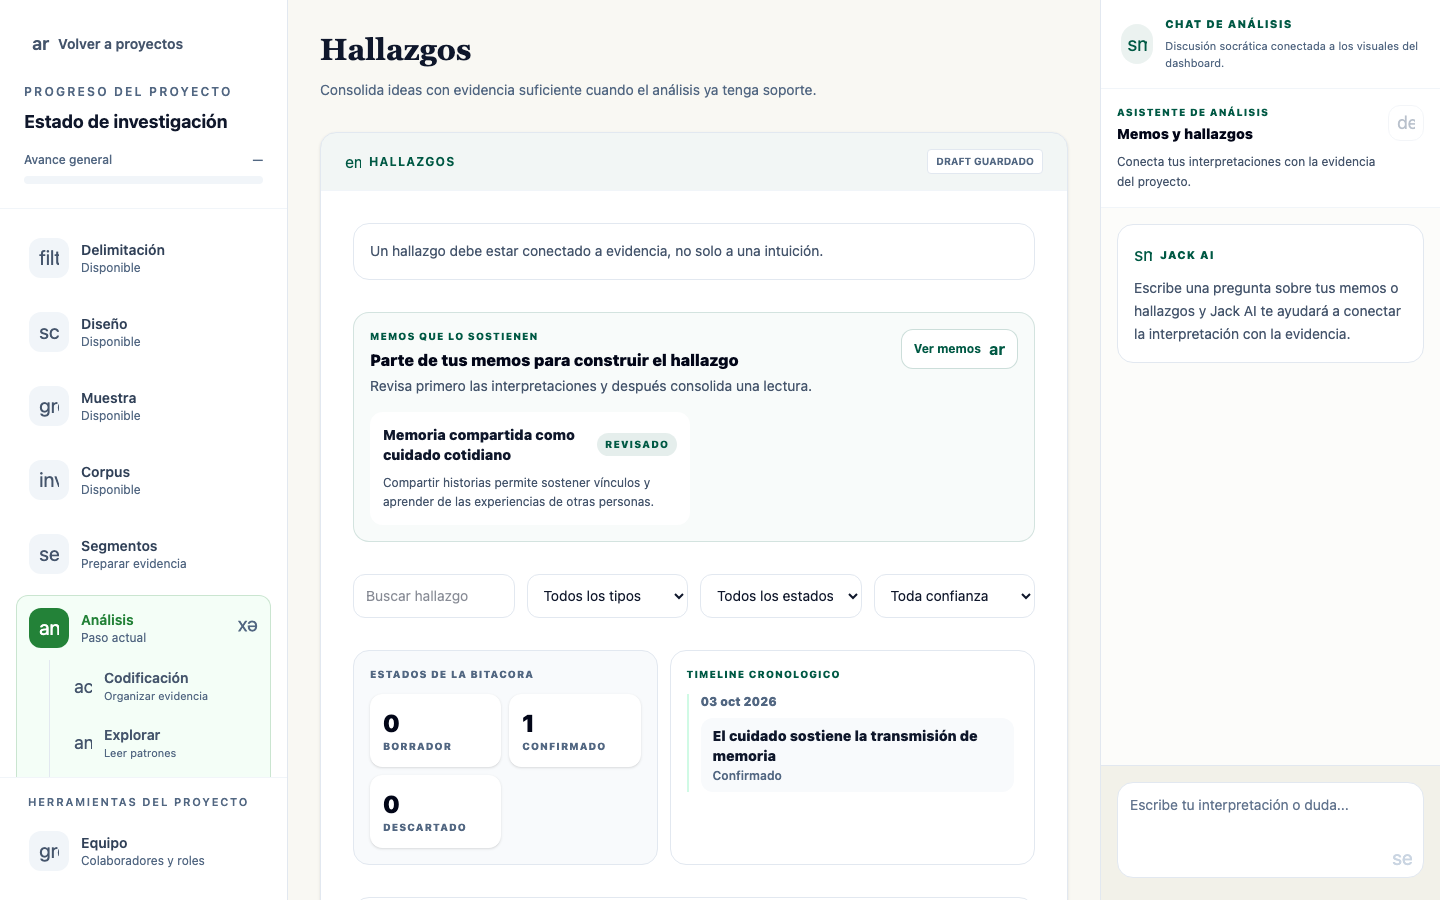 ar Volver a proyectos
PROGRESO DEL PROYECTO
Estado de investigación
Avance general —
filt Delimitación
Disponible
sc Diseño
Disponible
gr Muestra
Disponible
inv Corpus
Disponible
se Segmentos
Preparar evidencia
an Análisis
Paso actual
ac Codificación
Organizar evidencia
an Explorar
Leer patrones
HERRAMIENTAS DEL PROYECTO
gr Equipo
Colaboradores y roles
Hallazgos
Consolida ideas con evidencia suficiente cuando el análisis ya tenga soporte.
en HALLAZGOS
DRAFT GUARDADO
Un hallazgo debe estar conectado a evidencia, no solo a una intuición.
MEMOS QUE LO SOSTIENEN
Parte de tus memos para construir el hallazgo
Revisa primero las interpretaciones y después consolida una lectura.
Ver memos ar
Memoria compartida como
cuidado cotidiano
REVISADO
Compartir historias permite sostener vínculos y
aprender de las experiencias de otras personas.
Buscar hallazgo
Todos los tipos
Todos los estados
Toda confianza
ESTADOS DE LA BITACORA
0
BORRADOR
1
CONFIRMADO
0
DESCARTADO
TIMELINE CRONOLOGICO
03 oct 2026
El cuidado sostiene la transmisión de
memoria
Confirmado
sm CHAT DE ANÁLISIS
Discusión socrática conectada a los visuales del
dashboard.
ASISTENTE DE ANÁLISIS
Memos y hallazgos
de
Conecta tus interpretaciones con la evidencia
del proyecto.
sm JACK AI
Escribe una pregunta sobre tus memos o
hallazgos y Jack AI te ayudará a conectar
la interpretación con la evidencia.
Escribe tu interpretación o duda...
se